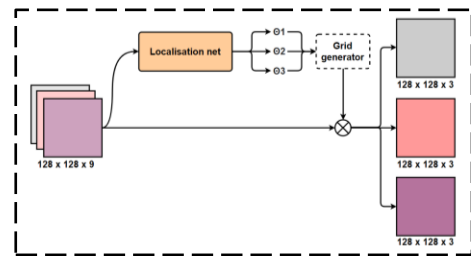 Localisation net
Θ1
Θ2
Θ3
Grid
generator
128 x 128 x 9
128 x 128 x 3
128 x 128 x 3
128 x 128 x 3